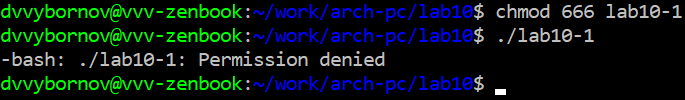 dvvybornov@vvv-zenbook:~/work/arch-pc/lab10$ chmod 666 lab10-1
dvvybornov@vvv-zenbook:~/work/arch-pc/lab10$ ./lab10-1
-bash: ./lab10-1: Permission denied
dvvybornov@vvv-zenbook:~/work/arch-pc/lab10$